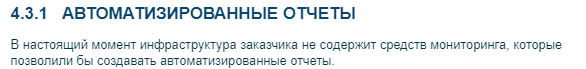 4.3.1 АВТОМАТИЗИРОВАННЫЕ ОТЧЕТЫ
В настоящий момент инфраструктура заказчика не содержит средств мониторинга, которые
позволили бы создавать автоматизированные отчеты.